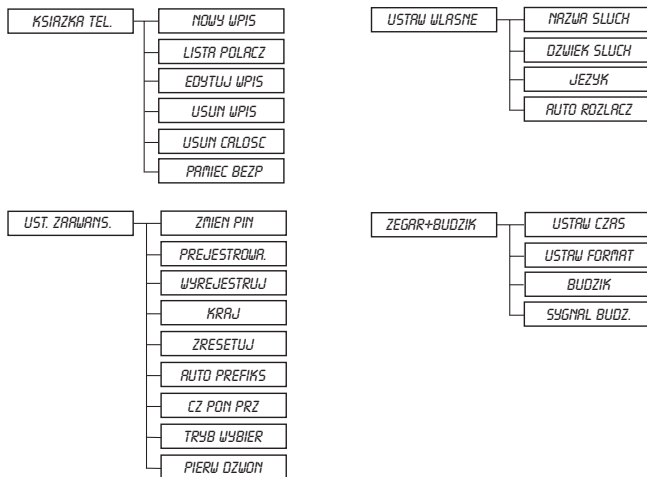 KSIAZKA TEL.
NOWY WPIS
LISTA POLACZ
EDYTUJ WPIS
USUN WPIS
USUN CALOSC
PAMIEC BEZP
USTAW WLASNE
NAZWA SLUCH
DZWIEK SLUCH
JEZYK
AUTO ROZLACZ
UST. ZAAWANS.
ZMIEN PIN
PREJESTROWA.
WYREJESTRUJ
KRAJ
ZRESETUJ
AUTO PREFIKS
CZ PON PRZ
TRYB WYBIER
PIERW DZWON
ZEGAR+BUDZIK
USTAW CZAS
USTAW FORMAT
BUDZIK
SYGNAL BUDZ.